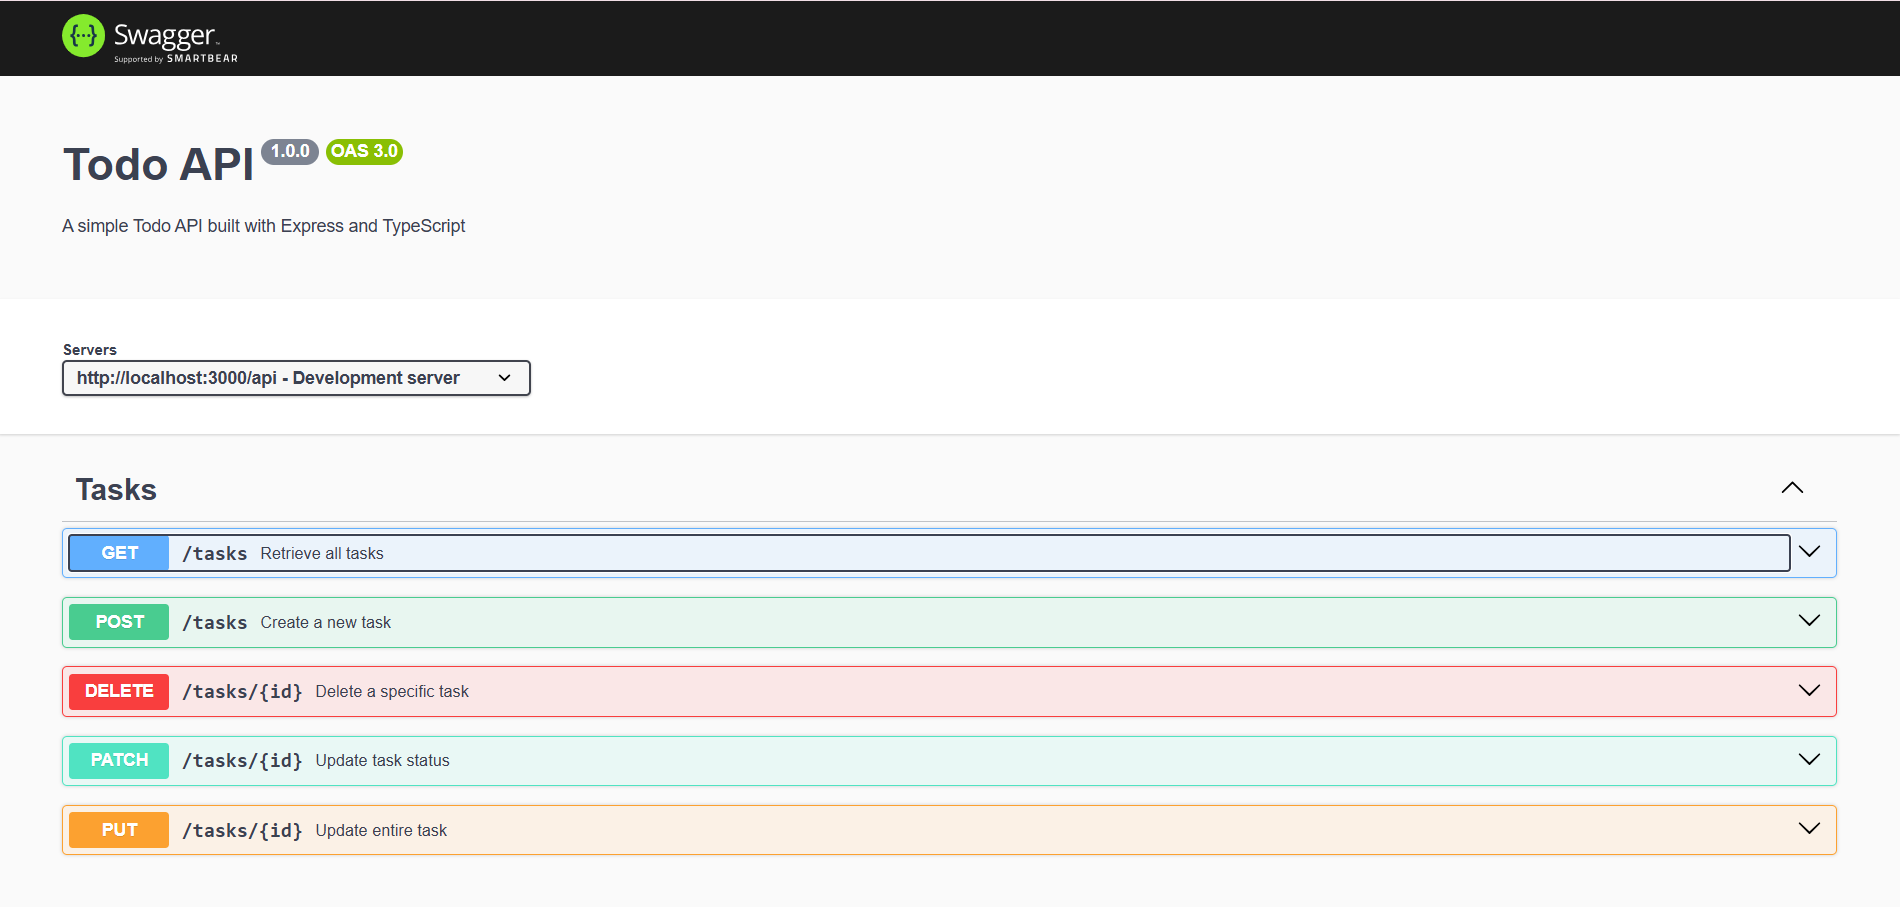 {···} Swagger™
Supported by SMARTBEAR
Todo API 1.0.0 OAS 3.0
A simple Todo API built with Express and TypeScript
Servers
http://localhost:3000/api - Development server
Tasks
GET /tasks Retrieve all tasks
POST /tasks Create a new task
DELETE /tasks/{id} Delete a specific task
PATCH /tasks/{id} Update task status
PUT /tasks/{id} Update entire task